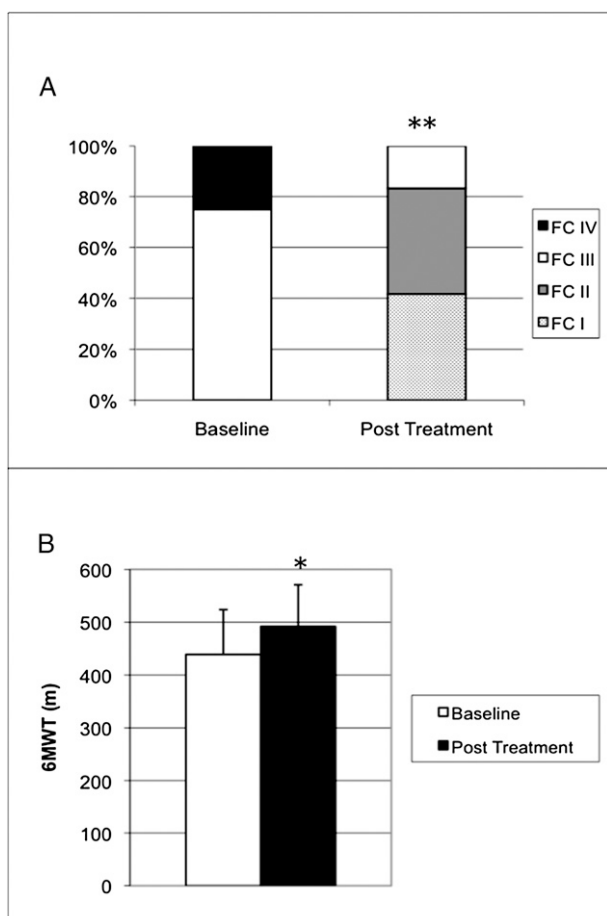 A
**
100%
80%
60%
40%
20%
0%
Baseline
Post Treatment
FC IV
FC III
FC II
FC I
B
*
600
500
400
300
200
100
0
6MWT (m)
Baseline
Post Treatment